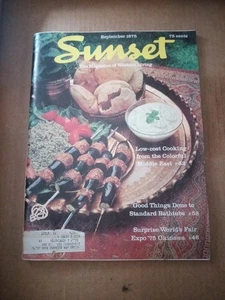 September 1975
75 cents
Sunset
The Magazine of Western Living
Low-cost Cooking
from the Colorful
Middle East
Good Things Done to
Standard Bathtubs
Surprise World's Fair,
Expo '75 Okinawa